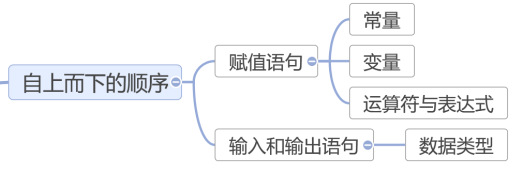 自上而下的顺序
赋值语句
常量
变量
运算符与表达式
输入和输出语句
数据类型